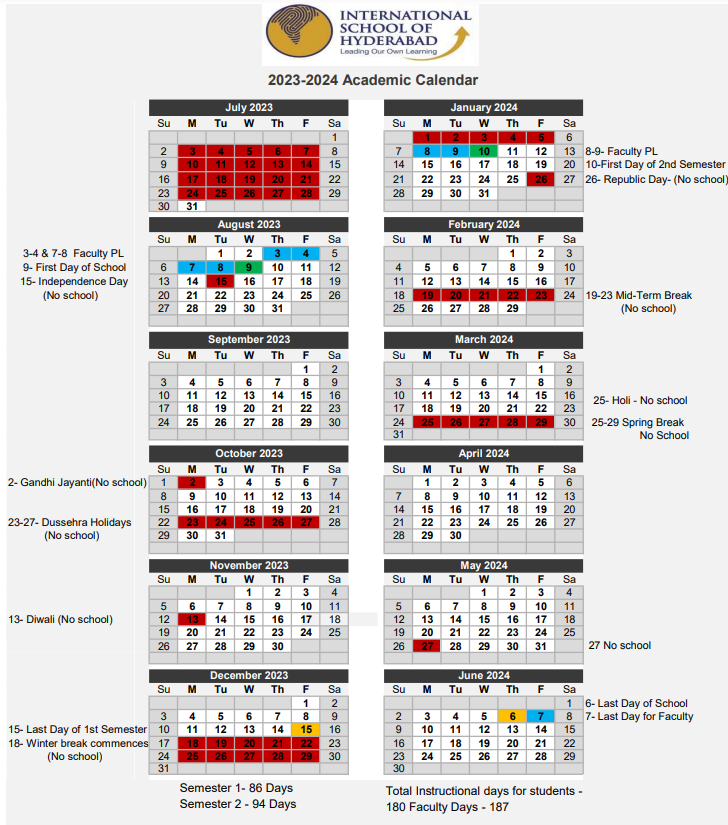 INTERNATIONAL
SCHOOL OF
HYDERABAD
Leading Our Own Learning
2023-2024 Academic Calendar
July 2023
Su M Tu W Th F Sa
1
2 3 4 5 6 7 8
9 10 11 12 13 14 15
16 17 18 19 20 21 22
23 24 25 26 27 28 29
30 31
January 2024
Su M Tu W Th F Sa
1 2 3 4 5 6
7 8 9 10 11 12 13
14 15 16 17 18 19 20
21 22 23 24 25 26 27
28 29 30 31
8-9- Faculty PL
10-First Day of 2nd Semester
26- Republic Day- (No school)
3-4 & 7-8 Faculty PL
9- First Day of School
15- Independence Day
(No school)
August 2023
Su M Tu W Th F Sa
1 2 3 4 5
6 7 8 9 10 11 12
13 14 15 16 17 18 19
20 21 22 23 24 25 26
27 28 29 30 31
February 2024
Su M Tu W Th F Sa
1 2 3
4 5 6 7 8 9 10
11 12 13 14 15 16 17
18 19 20 21 22 23 24
25 26 27 28 29
19-23 Mid-Term Break
(No school)
September 2023
Su M Tu W Th F Sa
1 2
3 4 5 6 7 8 9
10 11 12 13 14 15 16
17 18 19 20 21 22 23
24 25 26 27 28 29 30
March 2024
Su M Tu W Th F Sa
1 2
3 4 5 6 7 8 9
10 11 12 13 14 15 16
17 18 19 20 21 22 23
24 25 26 27 28 29 30
31
25- Holi - No school
25-29 Spring Break
No School
2- Gandhi Jayanti(No school)
23-27- Dussehra Holidays
(No school)
October 2023
Su M Tu W Th F Sa
1 2 3 4 5 6 7
8 9 10 11 12 13 14
15 16 17 18 19 20 21
22 23 24 25 26 27 28
29 30 31
April 2024
Su M Tu W Th F Sa
1 2 3 4 5 6
7 8 9 10 11 12 13
14 15 16 17 18 19 20
21 22 23 24 25 26 27
28 29 30
13- Diwali (No school)
November 2023
Su M Tu W Th F Sa
1 2 3 4
5 6 7 8 9 10 11
12 13 14 15 16 17 18
19 20 21 22 23 24 25
26 27 28 29 30
May 2024
Su M Tu W Th F Sa
1 2 3 4
5 6 7 8 9 10 11
12 13 14 15 16 17 18
19 20 21 22 23 24 25
26 27 28 29 30 31
27 No school
15- Last Day of 1st Semester
18- Winter break commences
(No school)
December 2023
Su M Tu W Th F Sa
1 2
3 4 5 6 7 8 9
10 11 12 13 14 15 16
17 18 19 20 21 22 23
24 25 26 27 28 29 30
31
June 2024
Su M Tu W Th F Sa
1
2 3 4 5 6 7 8
9 10 11 12 13 14 15
16 17 18 19 20 21 22
23 24 25 26 27 28 29
30
6- Last Day of School
7- Last Day for Faculty
Semester 1- 86 Days
Semester 2 - 94 Days
Total Instructional days for students -
180 Faculty Days - 187